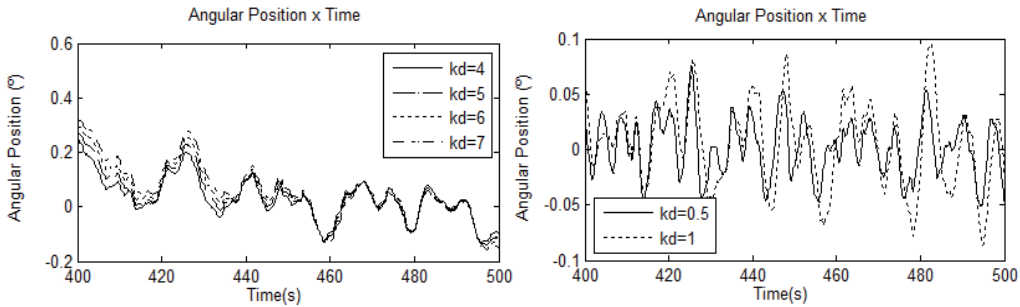 Angular Position x Time
Angular Position (º)
0.6
0.4
0.2
0
-0.2
400
420
440
460
480
500
Time(s)
kd=4
kd=5
kd=6
kd=7
Angular Position x Time
Angular Position (º)
0.1
0.05
0
-0.05
-0.1
400
420
440
460
480
500
Time(s)
kd=0.5
kd=1